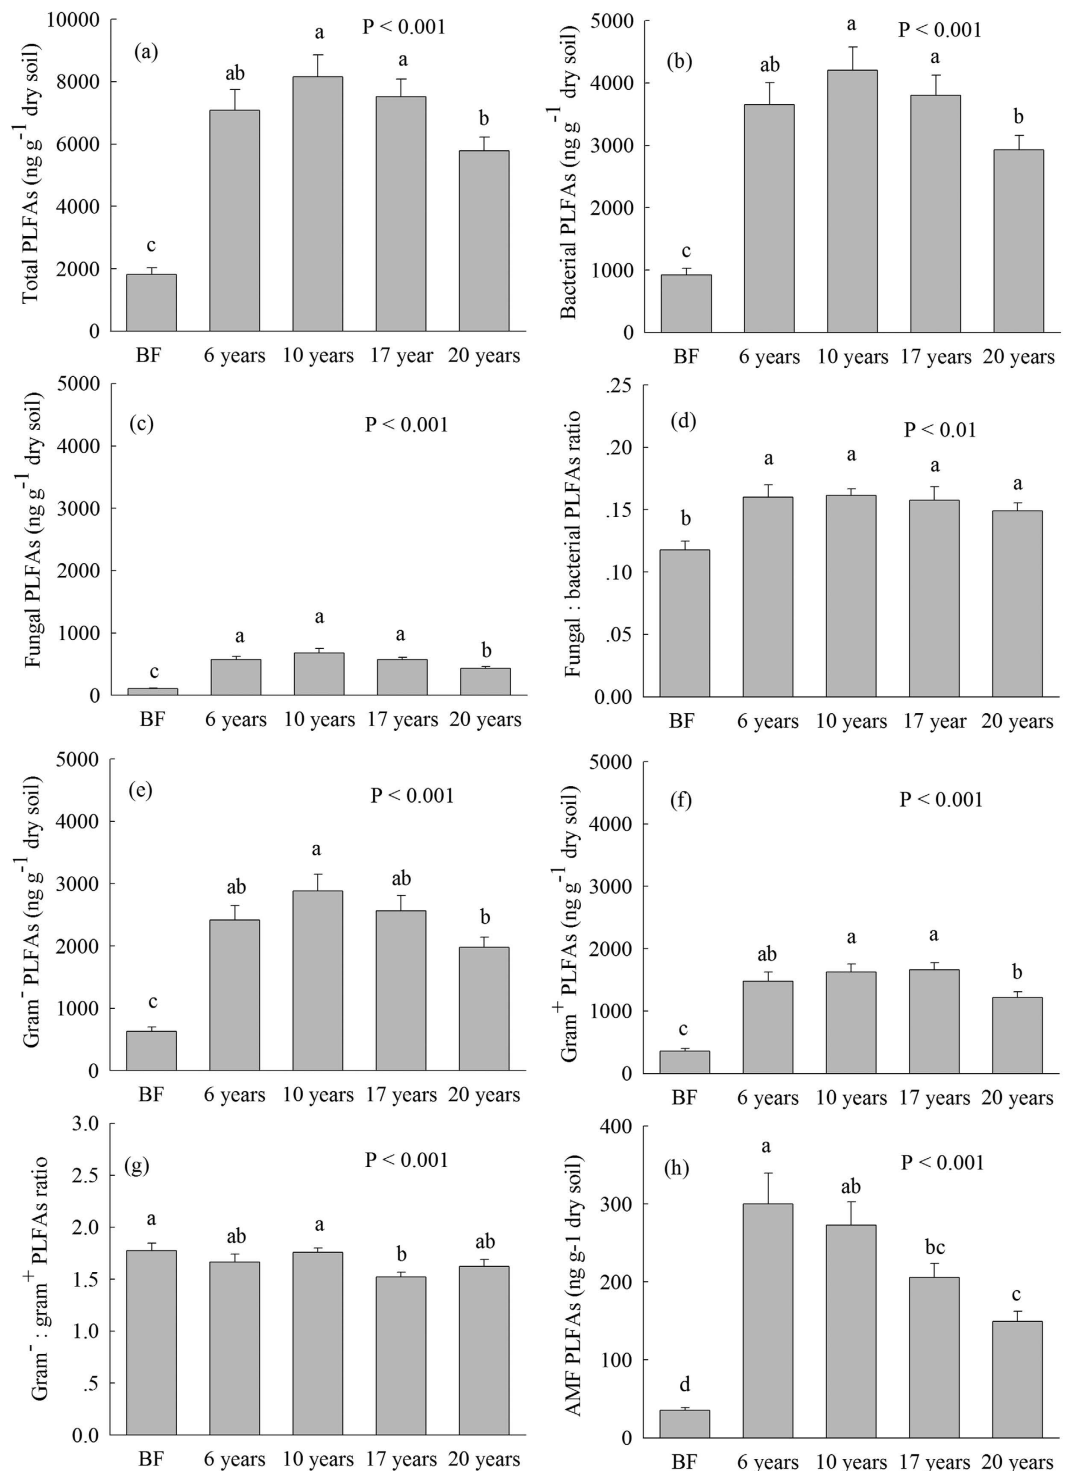 (a)
P < 0.001
Total PLFAs (ng g-1 dry soil)
10000
8000
6000
4000
2000
0
c
ab
a
a
b
BF 6 years 10 years 17 year 20 years
(b)
P < 0.001
Bacterial PLFAs (ng g-1 dry soil)
5000
4000
3000
2000
1000
0
c
ab
a
a
b
BF 6 years 10 years 17 years 20 years
(c)
P < 0.001
Fungal PLFAs (ng g-1 dry soil)
5000
4000
3000
2000
1000
0
c
a
a
a
b
BF 6 years 10 years 17 years 20 years
(d)
P < 0.01
Fungal : bacterial PLFAs ratio
.25
.20
.15
.10
.05
0.00
b
a
a
a
a
BF 6 years 10 years 17 year 20 years
(e)
P < 0.001
Gram- PLFAs (ng g-1 dry soil)
5000
4000
3000
2000
1000
0
c
ab
a
ab
b
BF 6 years 10 years 17 years 20 years
(f)
P < 0.001
Gram+ PLFAs (ng g-1 dry soil)
5000
4000
3000
2000
1000
0
c
ab
a
a
b
BF 6 years 10 years 17 years 20 years
(g)
P < 0.001
Gram- : gram+ PLFAs ratio
3.0
2.5
2.0
1.5
1.0
.5
0.0
a
ab
a
b
ab
BF 6 years 10 years 17 years 20 years
(h)
P < 0.001
AMF PLFAs (ng g-1 dry soil)
400
300
200
100
0
d
a
ab
bc
c
BF 6 years 10 years 17 years 20 years